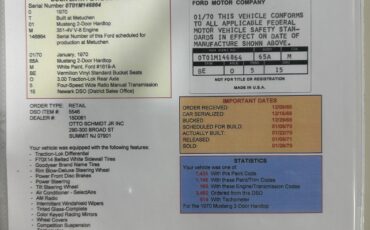 Serial Number 0T01M146864
0 1970
T Built at Metuchen
01 Mustang 2-Door Hardtop
M 351-4V V-8 Engine
146864 Serial Number of this Ford scheduled for
production at Metuchen
01/70 January, 1970
65A Mustang 2-Door Hardtop
M White Paint, Ford #1619-A
BE Vermilion Vinyl Standard Bucket Seats
O 3.00 Traction-Lok Rear Axle
5 Four-Speed Wide Ratio Manual Transmission
15 Newark DSO (District Sales Office)
ORDER TYPE: RETAIL
DSO ITEM #: 5546
DEALER #:
OTTO SCHMIDT JR INC
290-300 BROAD ST
SUMMIT NJ 07901
Your vehicle was equipped with the following features:
- Traction-Lok Differential
- Belted White Sidewall Tires
- Goodyear Brand Name Tires
- Rim Blow-Deluxe Steering Wheel
- Power Front Disc Brakes
- Power Steering
- Tilt Steering Wheel
- Air Conditioner - SelectAire
- AM Radio
- Intermittent Windshield Wipers
- Tinted Glass-Complete
- Color Keyed Racing Mirrors
- Wheel Covers
- Competition Suspension
FORD MOTOR COMPANY
01/70 THIS VEHICLE CONFORMS
TO ALL APPLICABLE FEDERAL
MOTOR VEHICLE SAFETY STAN-
DARDS IN EFFECT ON DATE OF
MANUFACTURE SHOWN ABOVE.
0T01M146864 65A M
BE 5 15
NOT FOR TITLE OR REGISTRATION
MADE IN U.S.A.
IMPORTANT DATES
ORDER RECEIVED:
CAR SERIALIZED:
BUCKED:
SCHEDULED FOR BUILD:
ACTUALLY BUILT:
RELEASED:
SOLD:
STATISTICS
Your vehicle was one of:
With this Paint Code
With these Paint/Trim Codes
With these Engine/Transmission Codes
Ordered from this DSO
With Tachometer
For the 1970 Mustang 2-Door Hardtop